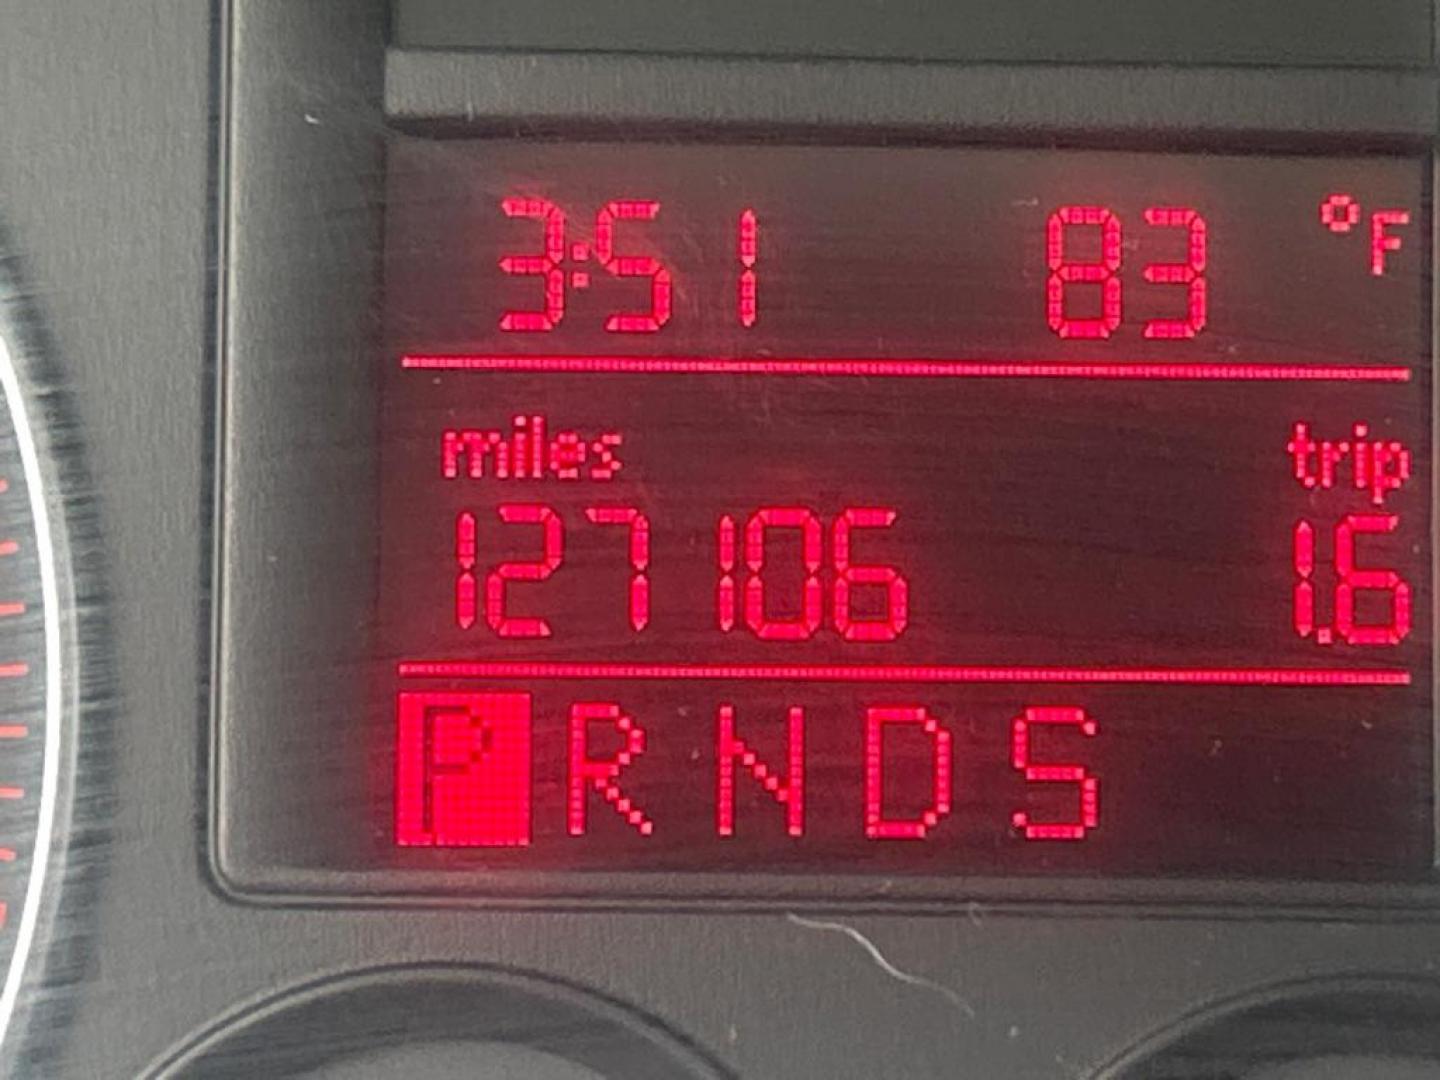 3:51 83 °F
miles trip
127106 1.6
P R N D S